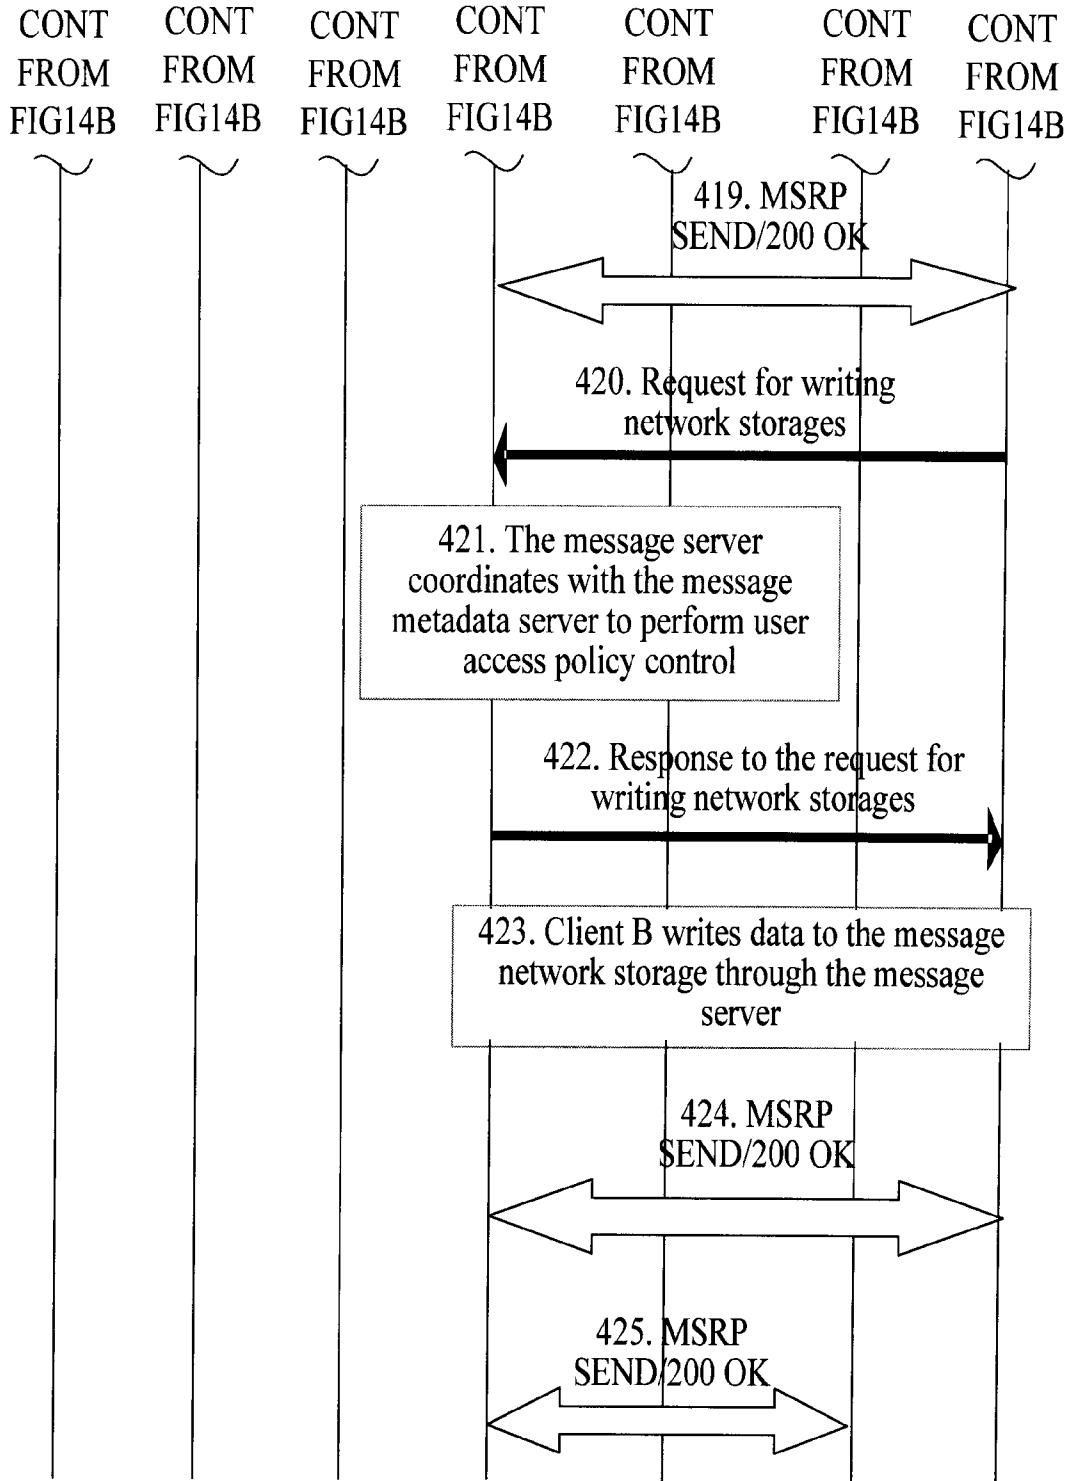 CONT FROM FIG14B
CONT FROM FIG14B
CONT FROM FIG14B
CONT FROM FIG14B
CONT FROM FIG14B
CONT FROM FIG14B
CONT FROM FIG14B
419. MSRP
SEND/200 OK
420. Request for writing
network storages
421. The message server
coordinates with the message
metadata server to perform user
access policy control
422. Response to the request for
writing network storages
423. Client B writes data to the message
network storage through the message
server
424. MSRP
SEND/200 OK
425. MSRP
SEND/200 OK